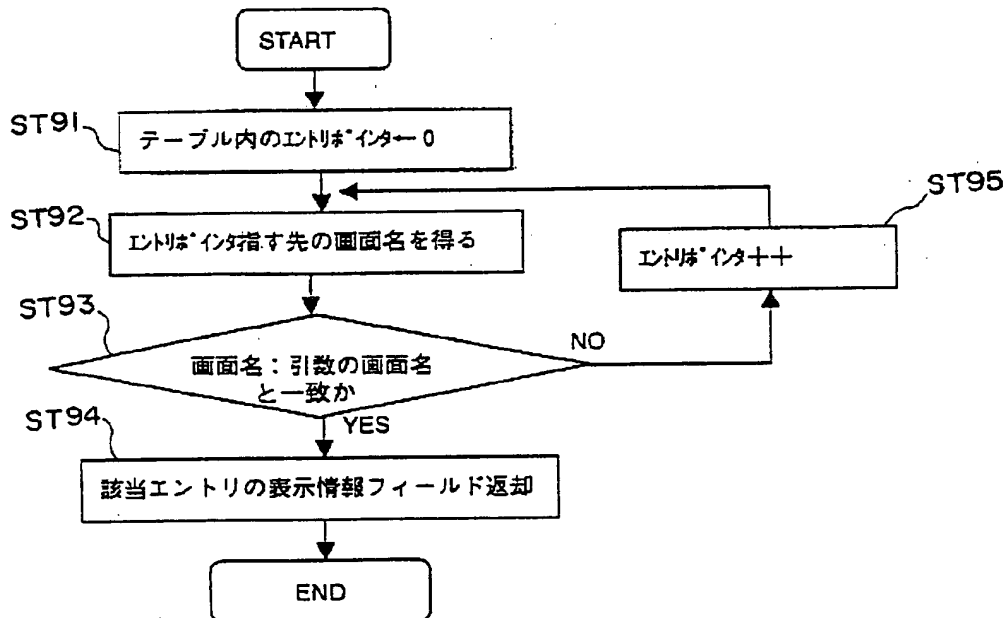 START
ST91
テーブル内のエントリポインタ←0
ST92
エントリポインタ指す先の画面名を得る
ST95
エントリポインタ++
ST93
画面名:引数の画面名
と一致か
NO
YES
ST94
該当エントリの表示情報フィールド返却
END